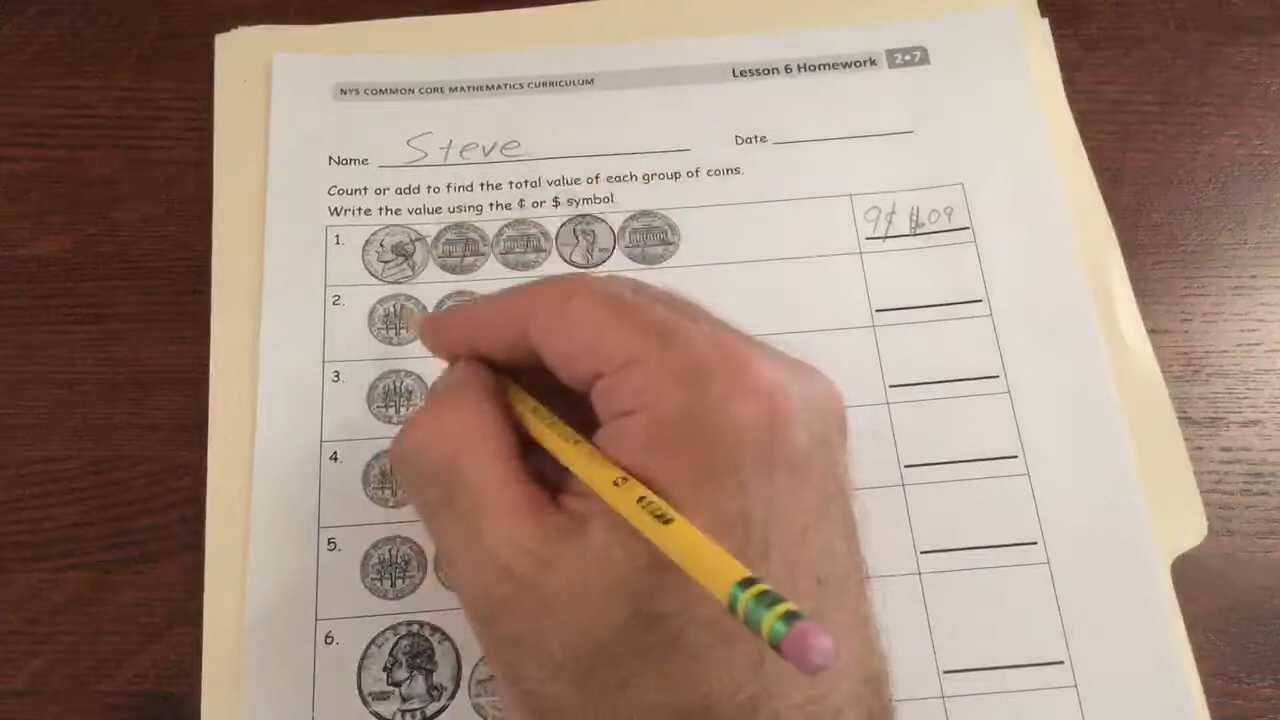 NYS COMMON CORE MATHEMATICS CURRICULUM Lesson 6 Homework 2•7
Name Steve Date
Count or add to find the total value of each group of coins.
Write the value using the ¢ or $ symbol.
1. 9¢ $.09
2.
3.
4.
5.
6.
LIBERTY